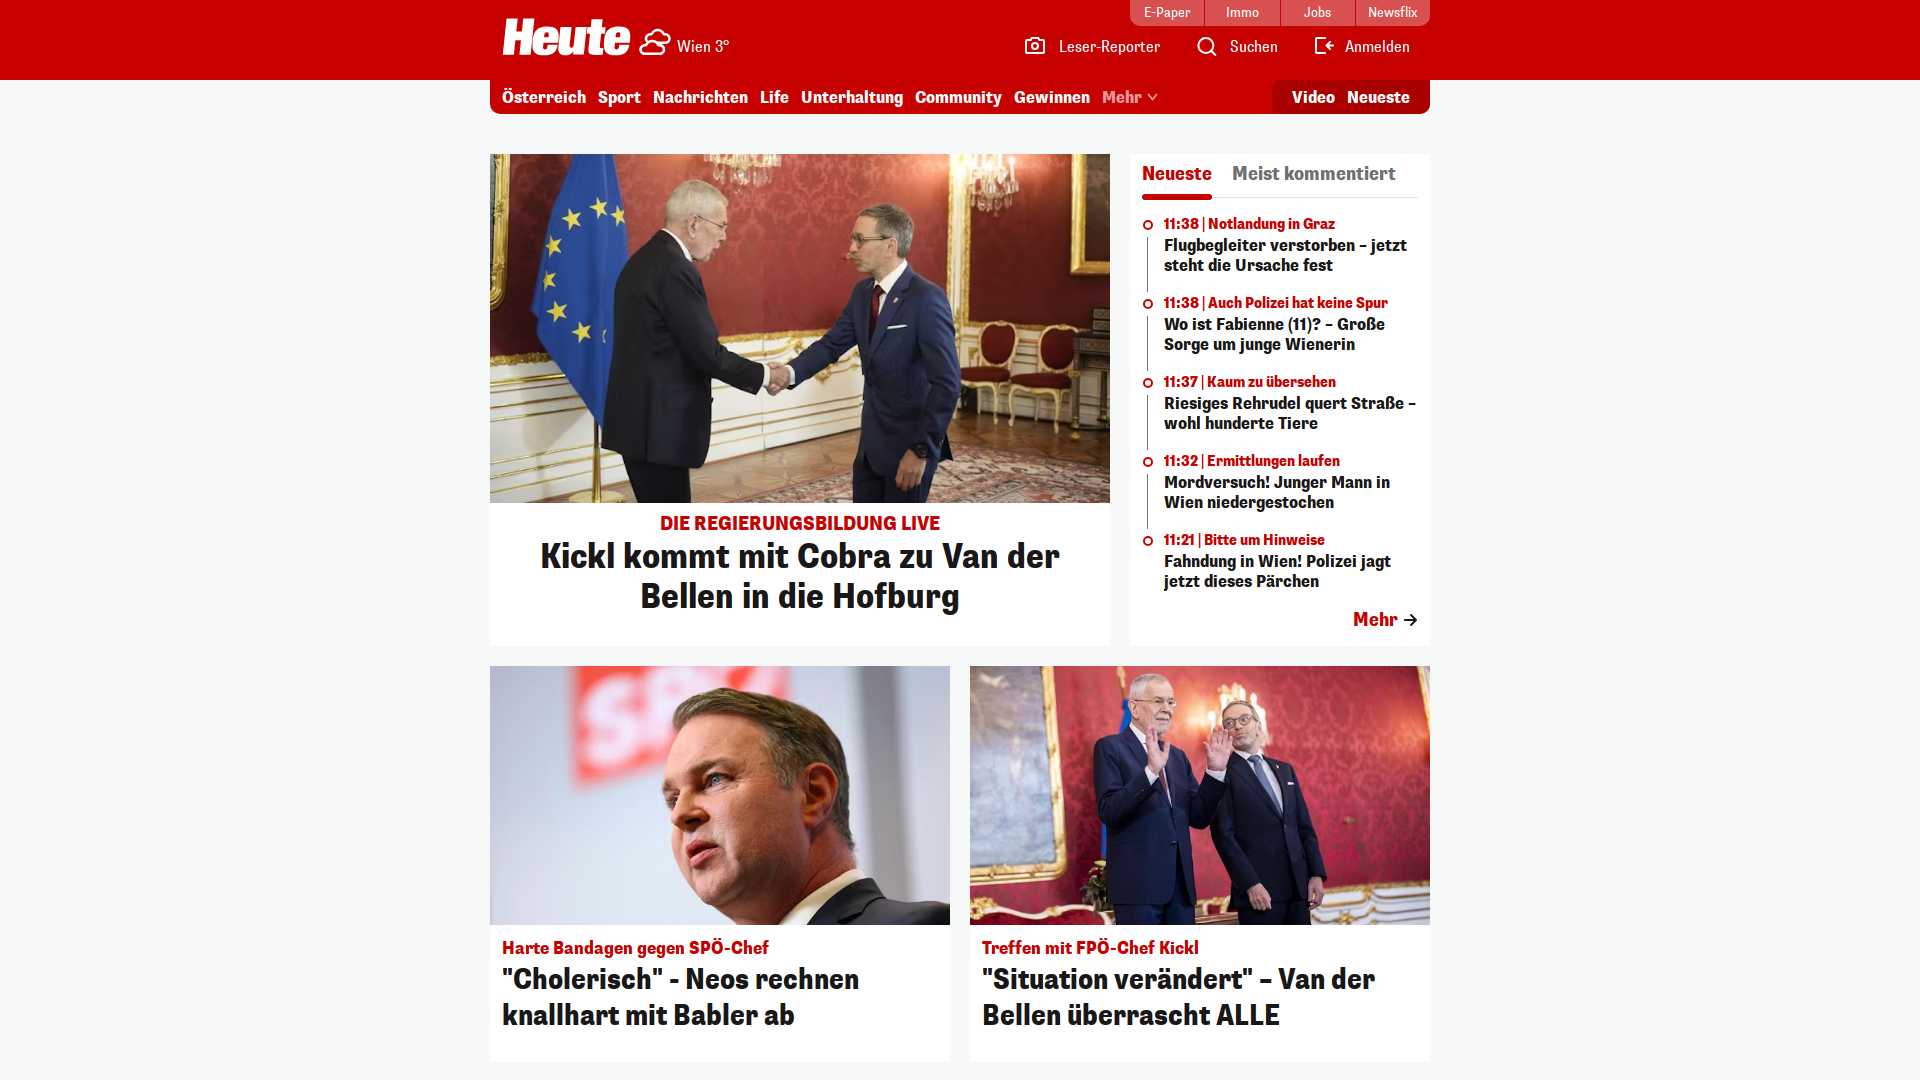 E-Paper
Immo
Jobs
Newsflix
Heute
Wien 3°
Leser-Reporter
Suchen
Anmelden
Österreich
Sport
Nachrichten
Life
Unterhaltung
Community
Gewinnen
Mehr
Video
Neueste
DIE REGIERUNGSBILDUNG LIVE
Kickl kommt mit Cobra zu Van der
Bellen in die Hofburg
Neueste
Meist kommentiert
11:38 | Notlandung in Graz
Flugbegleiter verstorben – jetzt
steht die Ursache fest
11:38 | Auch Polizei hat keine Spur
Wo ist Fabienne (11)? – Große
Sorge um junge Wienerin
11:37 | Kaum zu übersehen
Riesiges Rehrudel quert Straße –
wohl hunderte Tiere
11:32 | Ermittlungen laufen
Mordversuch! Junger Mann in
Wien niedergestochen
11:21 | Bitte um Hinweise
Fahndung in Wien! Polizei jagt
jetzt dieses Pärchen
Mehr
Harte Bandagen gegen SPÖ-Chef
"Cholerisch" - Neos rechnen
knallhart mit Babler ab
Treffen mit FPÖ-Chef Kickl
"Situation verändert" – Van der
Bellen überrascht ALLE